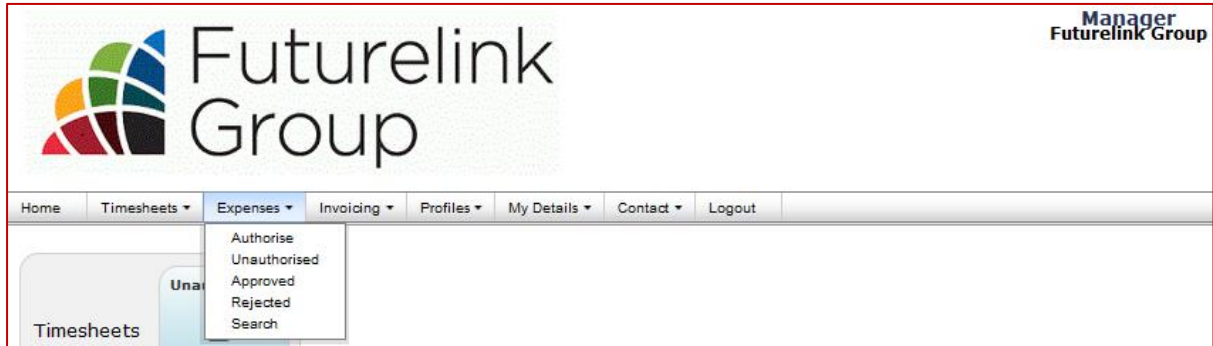 Futurelink
Group
Manager
Futurelink Group
Home Timesheets Expenses Invoicing Profiles My Details Contact Logout
Authorise
Unauthorised
Approved
Rejected
Search
Timesheets